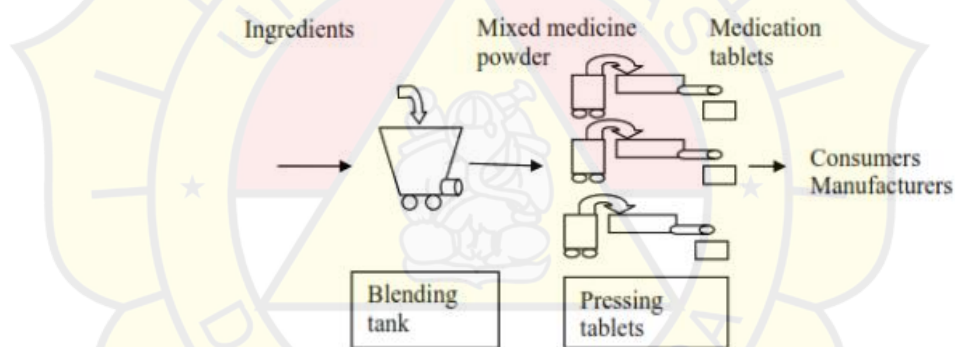 Ingredients
Mixed medicine
powder
Medication
tablets
Consumers
Manufacturers
Blending
tank
Pressing
tablets